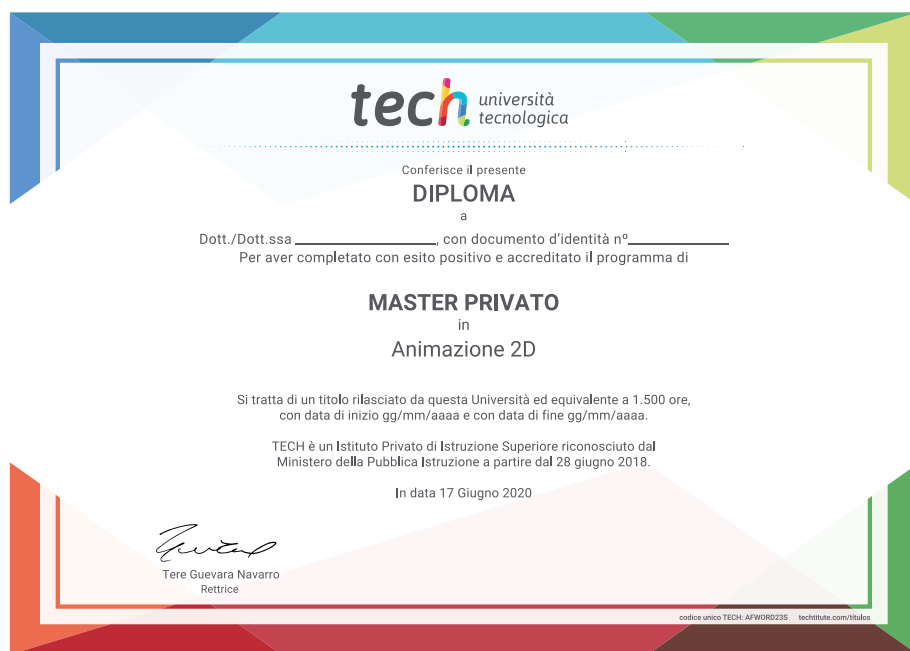 tech università
tecnologica
Conferisce il presente
DIPLOMA
a
Dott./Dott.ssa ________________, con documento d'identità nº____________
Per aver completato con esito positivo e accreditato il programma di
MASTER PRIVATO
in
Animazione 2D
Si tratta di un titolo rilasciato da questa Università ed equivalente a 1.500 ore,
con data di inizio gg/mm/aaaa e con data di fine gg/mm/aaaa.
TECH è un Istituto Privato di Istruzione Superiore riconosciuto dal
Ministero della Pubblica Istruzione a partire dal 28 giugno 2018.
In data 17 Giugno 2020
Tere Guevara Navarro
Rettrice
codice unico TECH: AFWORD23S techtitute.com/titulos